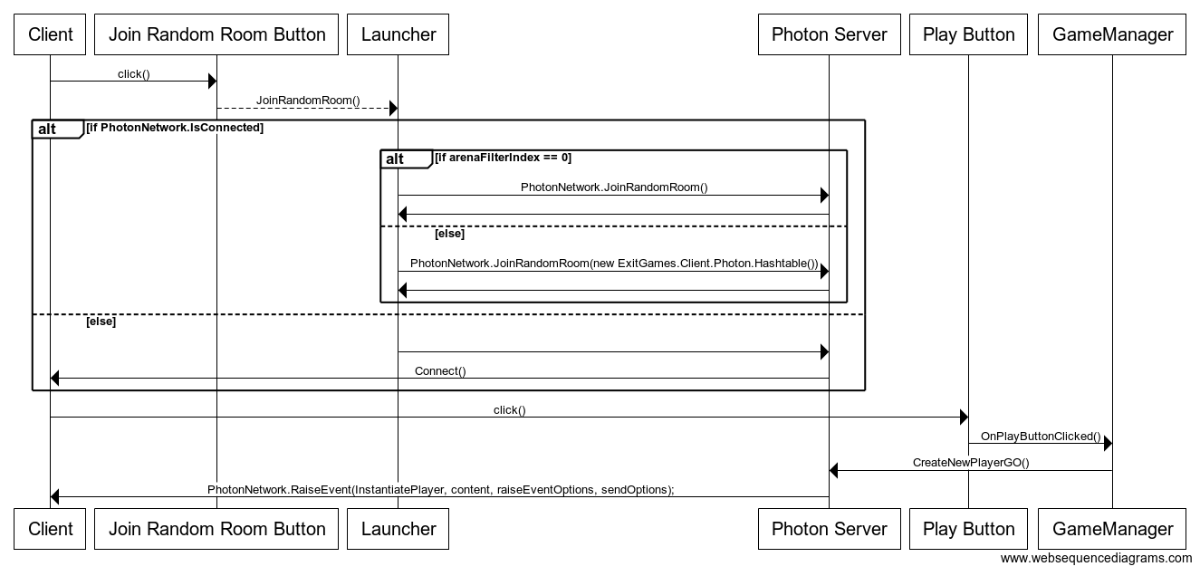 Client Join Random Room Button Launcher Photon Server Play Button GameManager
click()
JoinRandomRoom()
alt [if PhotonNetwork.IsConnected]
alt [if arenaFilterIndex == 0]
PhotonNetwork.JoinRandomRoom()
[else]
PhotonNetwork.JoinRandomRoom(new ExitGames.Client.Photon.Hashtable())
[else]
Connect()
click()
OnPlayButtonClicked()
CreateNewPlayerGO()
PhotonNetwork.RaiseEvent(InstantiatePlayer, content, raiseEventOptions, sendOptions);
Client Join Random Room Button Launcher Photon Server Play Button GameManager
www.websequencediagrams.com